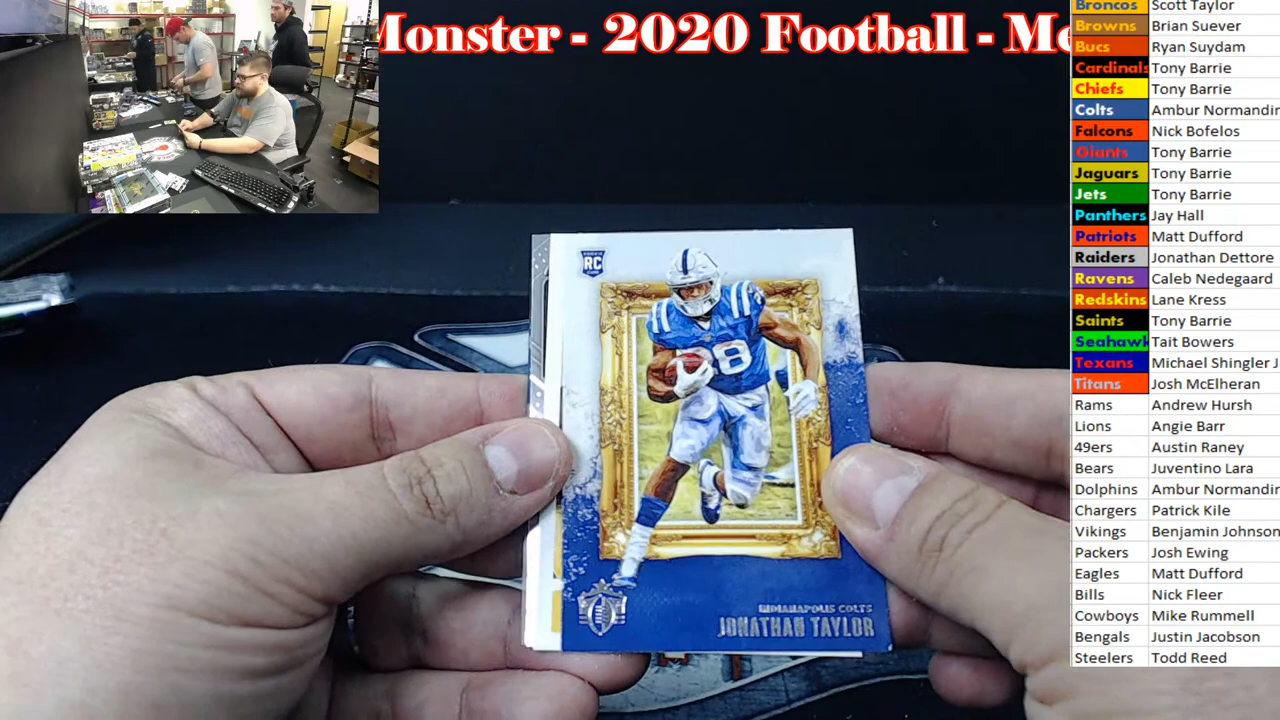 Monster - 2020 Football - Mo
Broncos Scott Taylor
Browns Brian Suever
Bucs Ryan Suydam
Cardinals Tony Barrie
Chiefs Tony Barrie
Colts Ambur Normandin
Falcons Nick Bofelos
Giants Tony Barrie
Jaguars Tony Barrie
Jets Tony Barrie
Panthers Jay Hall
Patriots Matt Dufford
Raiders Jonathan Dettore
Ravens Caleb Nedegaard
Redskins Lane Kress
Saints Tony Barrie
Seahawk Tait Bowers
Texans Michael Shingler J
Titans Josh McElheran
Rams Andrew Hursh
Lions Angie Barr
49ers Austin Raney
Bears Juventino Lara
Dolphins Ambur Normandin
Chargers Patrick Kile
Vikings Benjamin Johnson
Packers Josh Ewing
Eagles Matt Dufford
Bills Nick Fleer
Cowboys Mike Rummell
Bengals Justin Jacobson
Steelers Todd Reed
RC
28
INDIANAPOLIS COLTS
JONATHAN TAYLOR